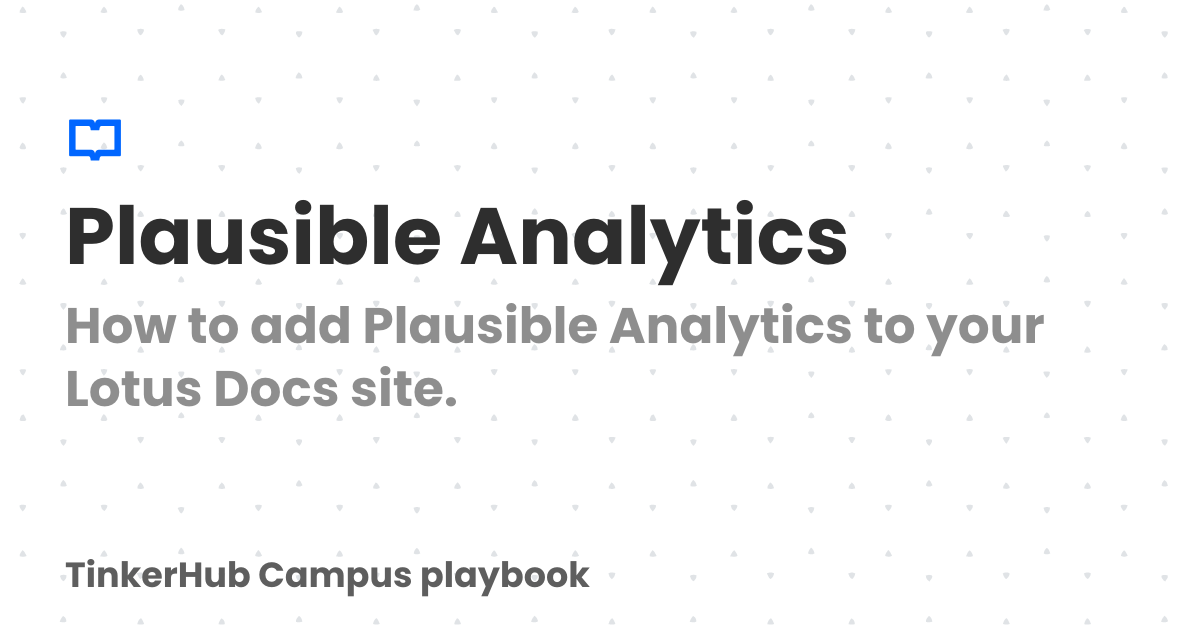 Plausible Analytics
How to add Plausible Analytics to your
Lotus Docs site.
TinkerHub Campus playbook